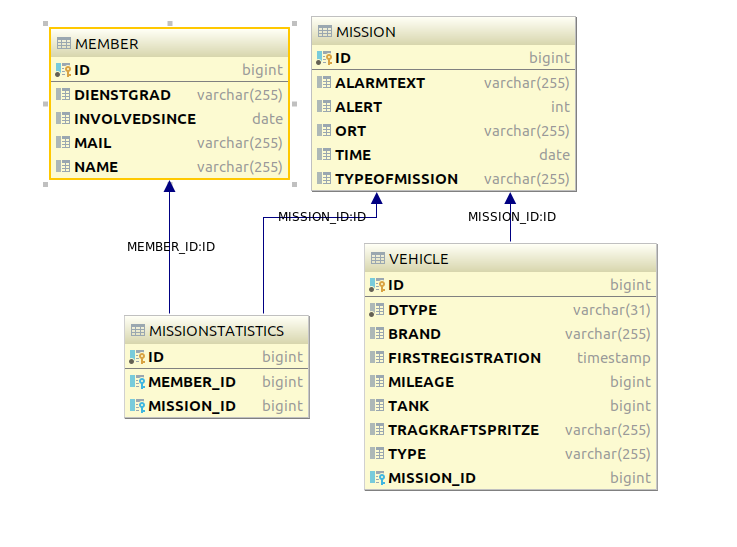 MEMBER
ID bigint
DIENSTGRAD varchar(255)
INVOLVEDSINCE date
MAIL varchar(255)
NAME varchar(255)
MISSION
ID bigint
ALARMTEXT varchar(255)
ALERT int
ORT varchar(255)
TIME date
TYPEOFMISSION varchar(255)
MISSION_ID:ID
MISSION_ID:ID
MEMBER_ID:ID
MISSIONSTATISTICS
ID bigint
MEMBER_ID bigint
MISSION_ID bigint
VEHICLE
ID bigint
DTYPE varchar(31)
BRAND varchar(255)
FIRSTREGISTRATION timestamp
MILEAGE bigint
TANK bigint
TRAGKRAFTSPRITZE varchar(255)
TYPE varchar(255)
MISSION_ID bigint